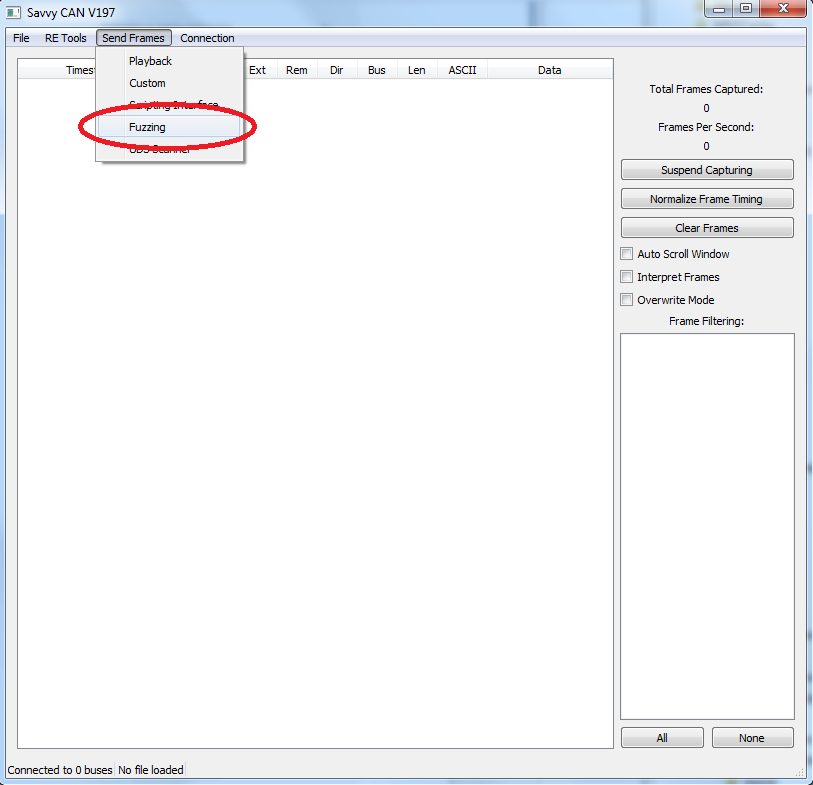 Savvy CAN V197
File RE Tools Send Frames Connection
Playback
Custom
Scripting Interface
Fuzzing
UDS Scanner
Ext Rem Dir Bus Len ASCII Data
Total Frames Captured:
0
Frames Per Second:
0
Suspend Capturing
Normalize Frame Timing
Clear Frames
Auto Scroll Window
Interpret Frames
Overwrite Mode
Frame Filtering:
All None
Connected to 0 buses No file loaded